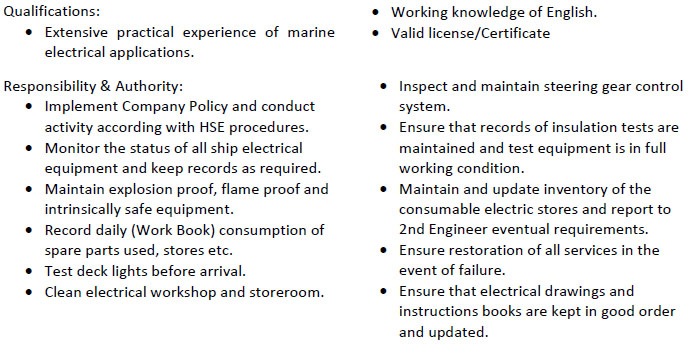 Qualifications:
• Extensive practical experience of marine
electrical applications.
• Working knowledge of English.
• Valid license/Certificate
Responsibility & Authority:
• Implement Company Policy and conduct
activity according with HSE procedures.
• Monitor the status of all ship electrical
equipment and keep records as required.
• Maintain explosion proof, flame proof and
intrinsically safe equipment.
• Record daily (Work Book) consumption of
spare parts used, stores etc.
• Test deck lights before arrival.
• Clean electrical workshop and storeroom.
• Inspect and maintain steering gear control
system.
• Ensure that records of insulation tests are
maintained and test equipment is in full
working condition.
• Maintain and update inventory of the
consumable electric stores and report to
2nd Engineer eventual requirements.
• Ensure restoration of all services in the
event of failure.
• Ensure that electrical drawings and
instructions books are kept in good order
and updated.